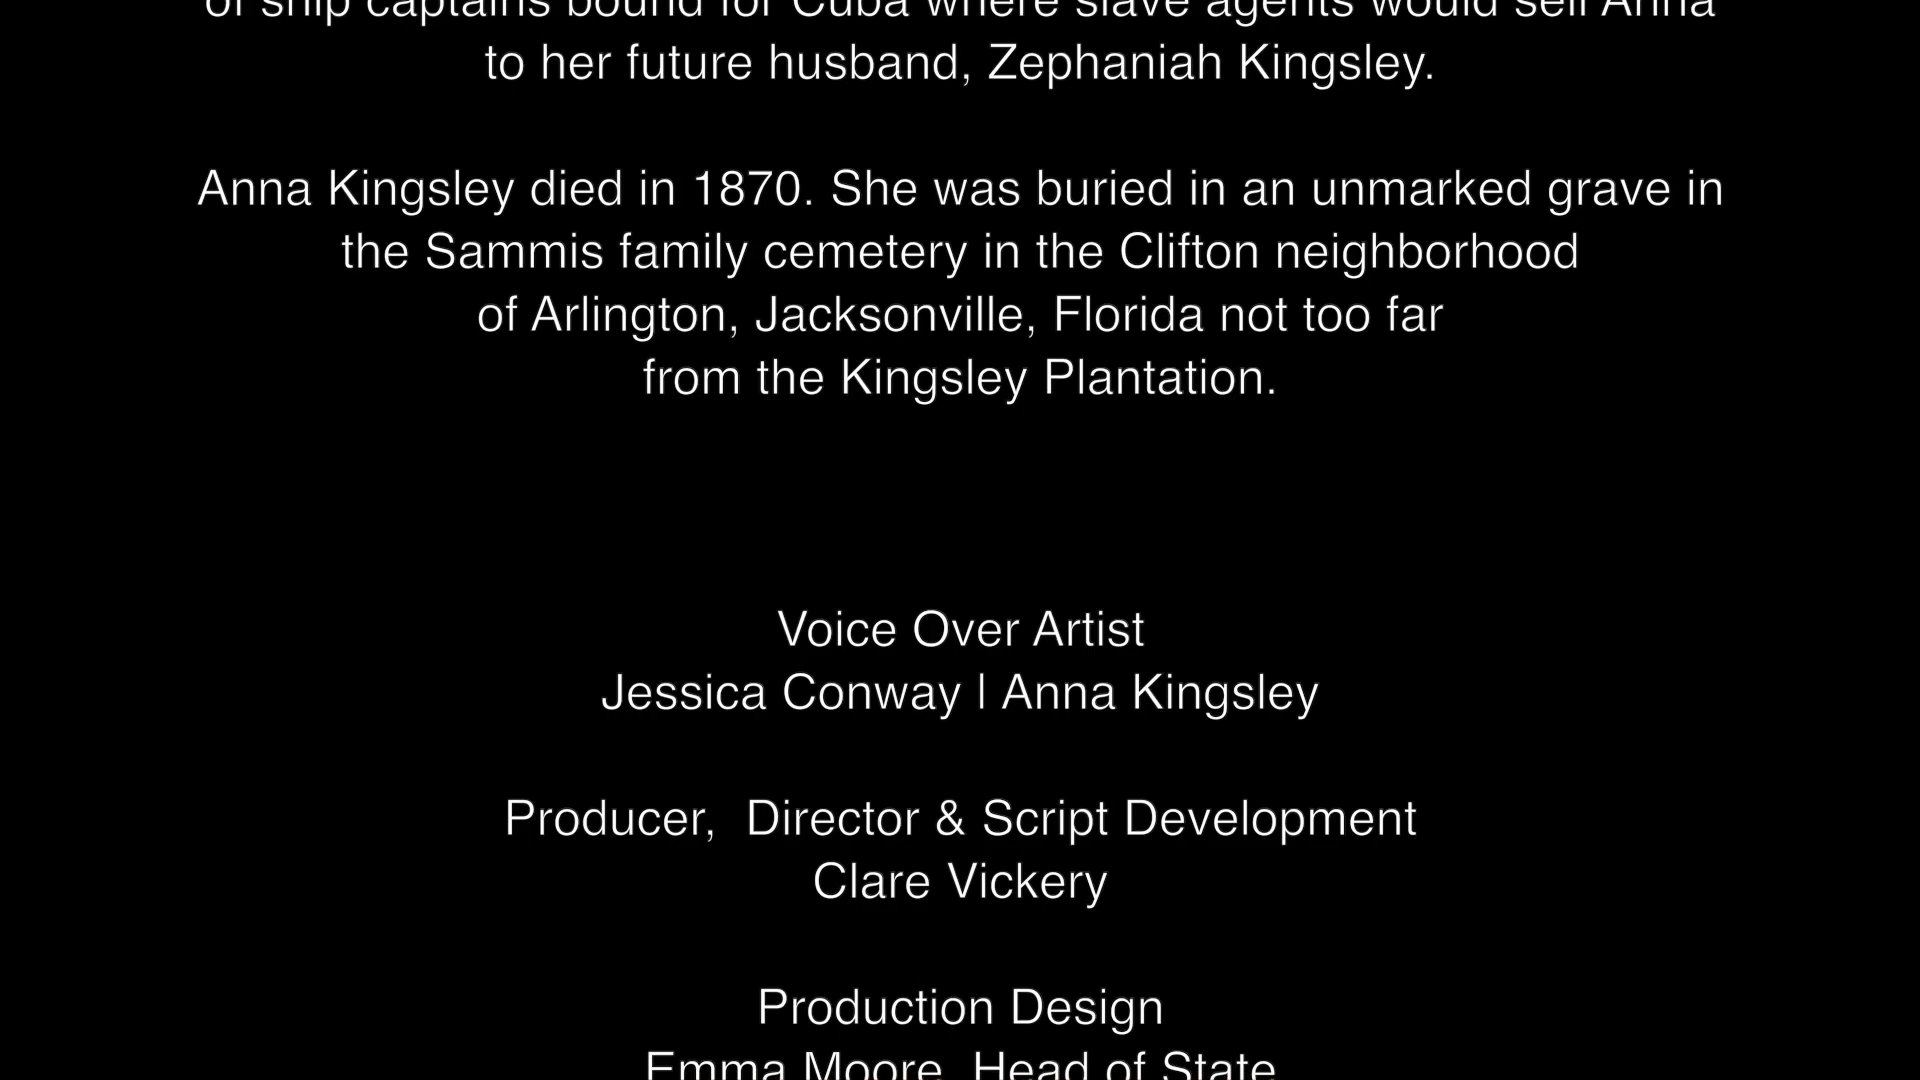 of ship captains bound for Cuba where slave agents would sell Anna
to her future husband, Zephaniah Kingsley.
Anna Kingsley died in 1870. She was buried in an unmarked grave in
the Sammis family cemetery in the Clifton neighborhood
of Arlington, Jacksonville, Florida not too far
from the Kingsley Plantation.
Voice Over Artist
Jessica Conway | Anna Kingsley
Producer,  Director & Script Development
Clare Vickery
Production Design
Emma Moore, Head of State